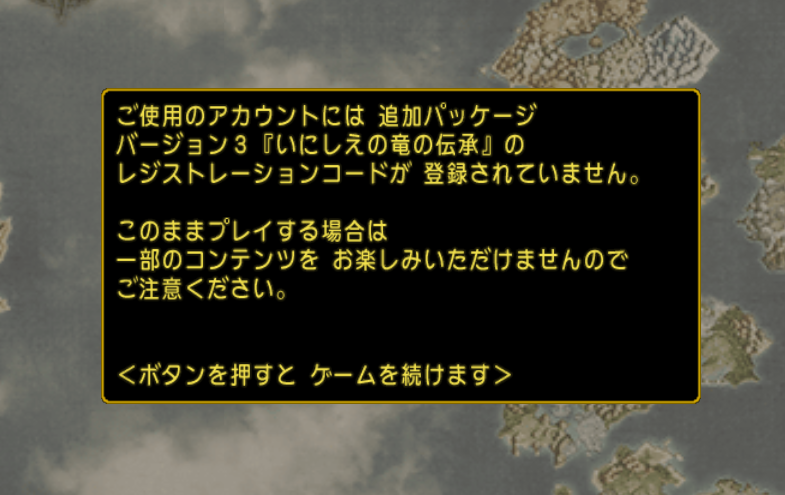 ご使用のアカウントには 追加パッケージ
バージョン３『いにしえの竜の伝承』の
レジストレーションコードが 登録されていません。
このままプレイする場合は
一部のコンテンツを お楽しみいただけませんので
ご注意ください。
＜ボタンを押すと ゲームを続けます＞